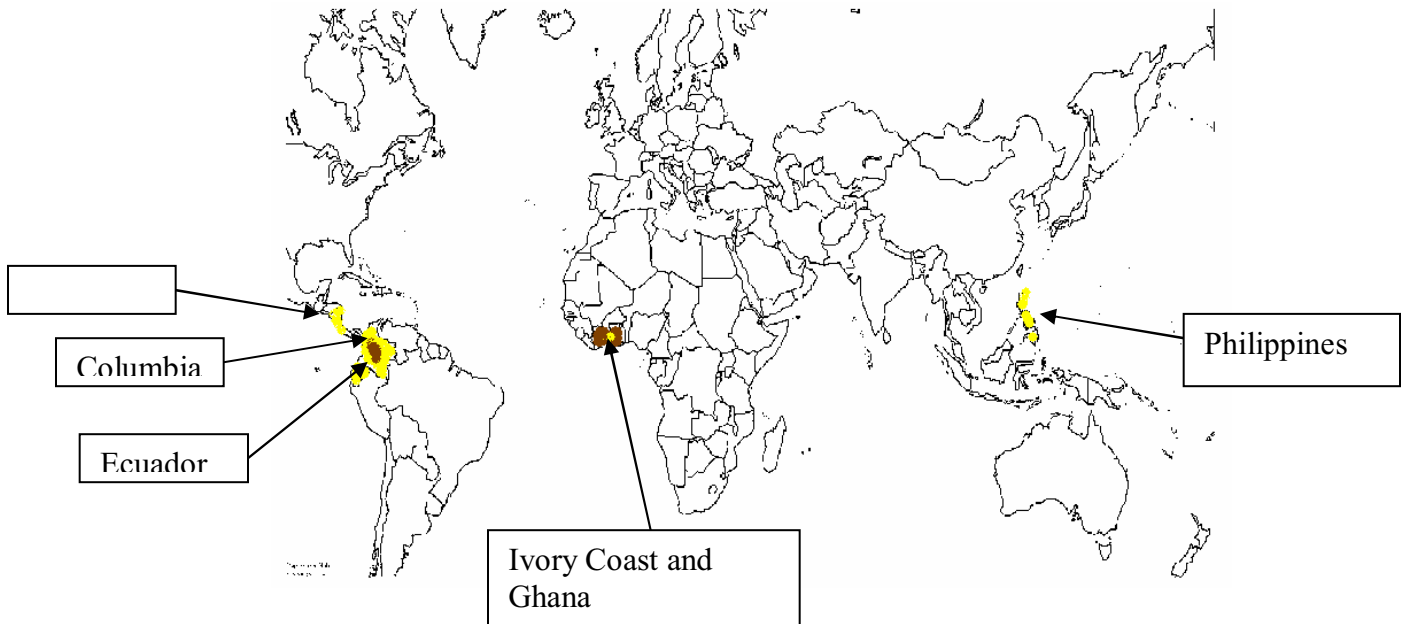 Columbia
Ecuador
Ivory Coast and
Ghana
Philippines